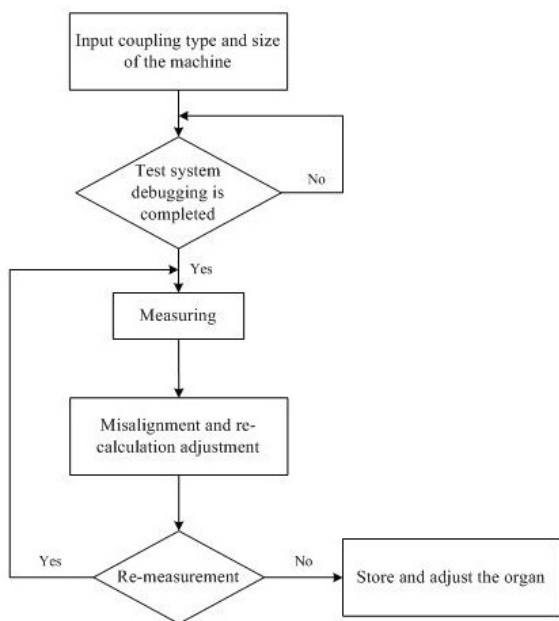 Input coupling type and size
of the machine
Test system
debugging is
completed
No
Yes
Measuring
Misalignment and re-
calculation adjustment
Yes
Re-measurement
No
Store and adjust the organ